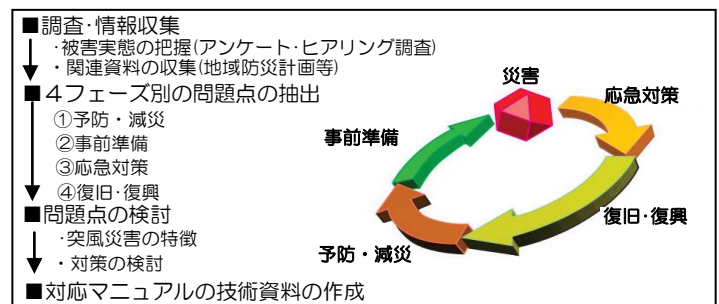 ■調査・情報収集
・被害実態の把握(アンケート・ヒアリング調査)
・関連資料の収集(地域防災計画等)
■4フェーズ別の問題点の抽出
①予防・減災
②事前準備
③応急対策
④復旧・復興
■問題点の検討
・突風災害の特徴
・対策の検討
■対応マニュアルの技術資料の作成
災害
応急対策
事前準備
復旧・復興
予防・減災